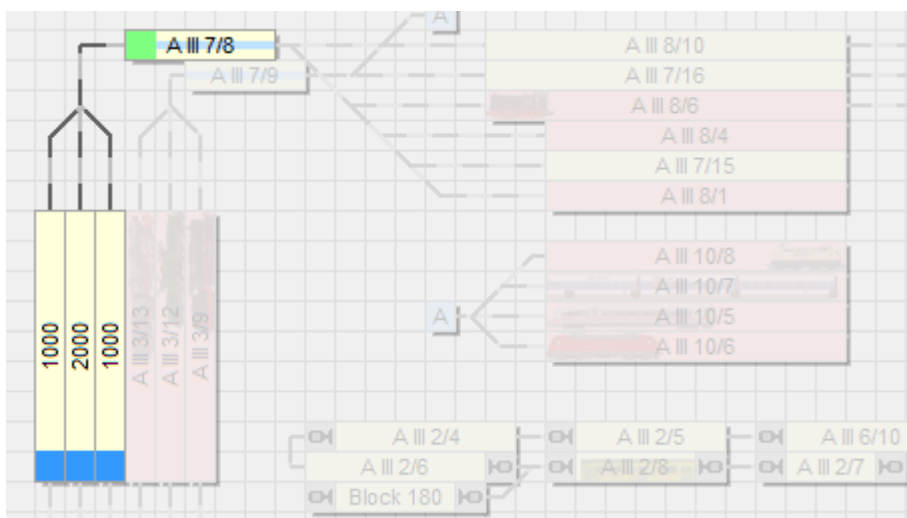 A
A III 7/8
A III 8/10
A III 7/9
A III 7/16
A III 8/6
A III 8/4
A III 7/15
A III 8/1
1000
2000
1000
A III 3/13
A III 3/12
A III 3/9
A III 10/8
A III 10/7
A
A III 10/5
A III 10/6
A III 2/4
A III 2/5
A III 6/10
A III 2/6
A III 2/8
A III 2/7
Block 180